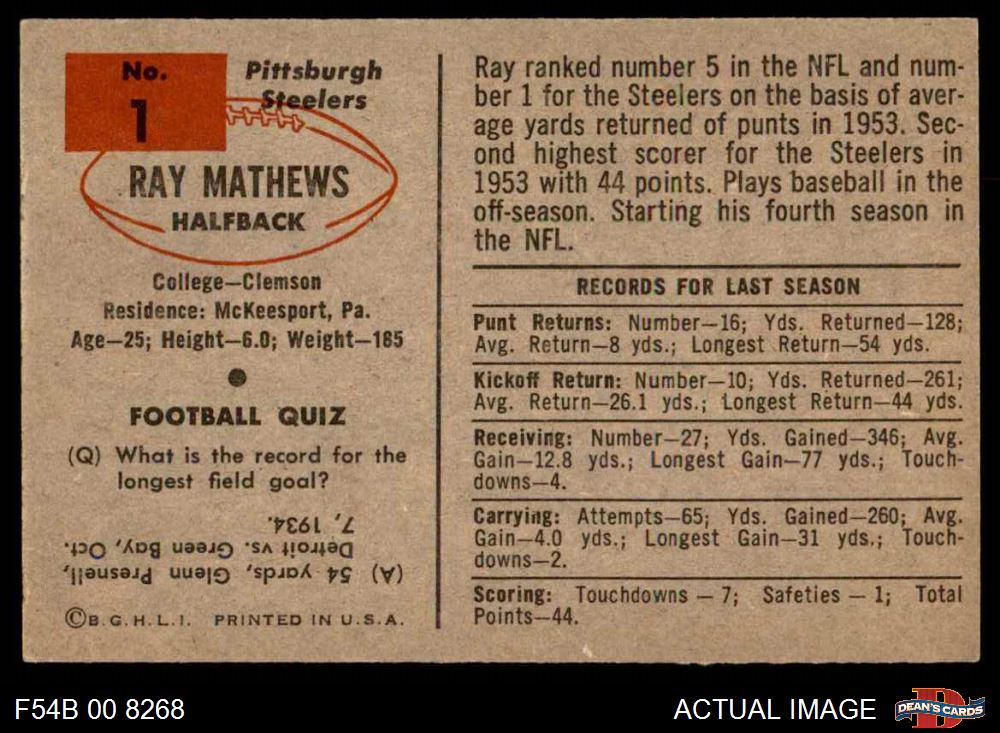 No.
1
Pittsburgh
Steelers
RAY MATHEWS
HALFBACK
College—Clemson
Residence: McKeesport, Pa.
Age—25; Height—6.0; Weight—185
FOOTBALL QUIZ
(Q) What is the record for the
longest field goal?
(A) 54 yards, Glenn Presnell,
Detroit vs. Green Bay, Oct.
7, 1934.
©B.G.H.L.I. PRINTED IN U.S.A.
Ray ranked number 5 in the NFL and num-
ber 1 for the Steelers on the basis of aver-
age yards returned of punts in 1953. Sec-
ond highest scorer for the Steelers in
1953 with 44 points. Plays baseball in the
off-season. Starting his fourth season in
the NFL.
RECORDS FOR LAST SEASON
Punt Returns: Number—16; Yds. Returned—128;
Avg. Return—8 yds.; Longest Return—54 yds.
Kickoff Return: Number—10; Yds. Returned—261;
Avg. Return—26.1 yds.; Longest Return—44 yds.
Receiving: Number—27; Yds. Gained—346; Avg.
Gain—12.8 yds.; Longest Gain—77 yds.; Touch-
downs—4.
Carrying: Attempts—65; Yds. Gained—260; Avg.
Gain—4.0 yds.; Longest Gain—31 yds.; Touch-
downs—2.
Scoring: Touchdowns — 7; Safeties — 1; Total
Points—44.
F54B 00 8268
ACTUAL IMAGE
DEAN'S CARDS